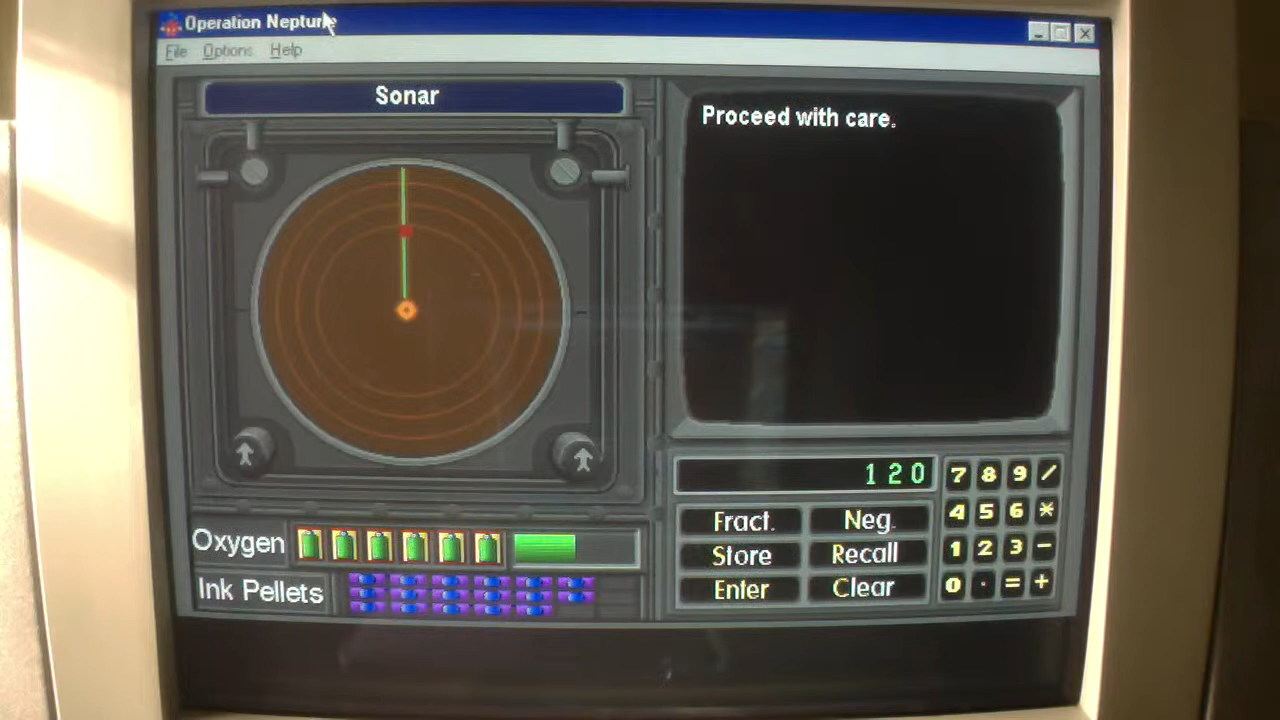 Operation Neptune
File Options Help
Sonar
Proceed with care.
120
7 8 9 /
Fract. Neg. 4 5 6 *
Store Recall 1 2 3 -
Enter Clear 0 . = +
Oxygen
Ink Pellets